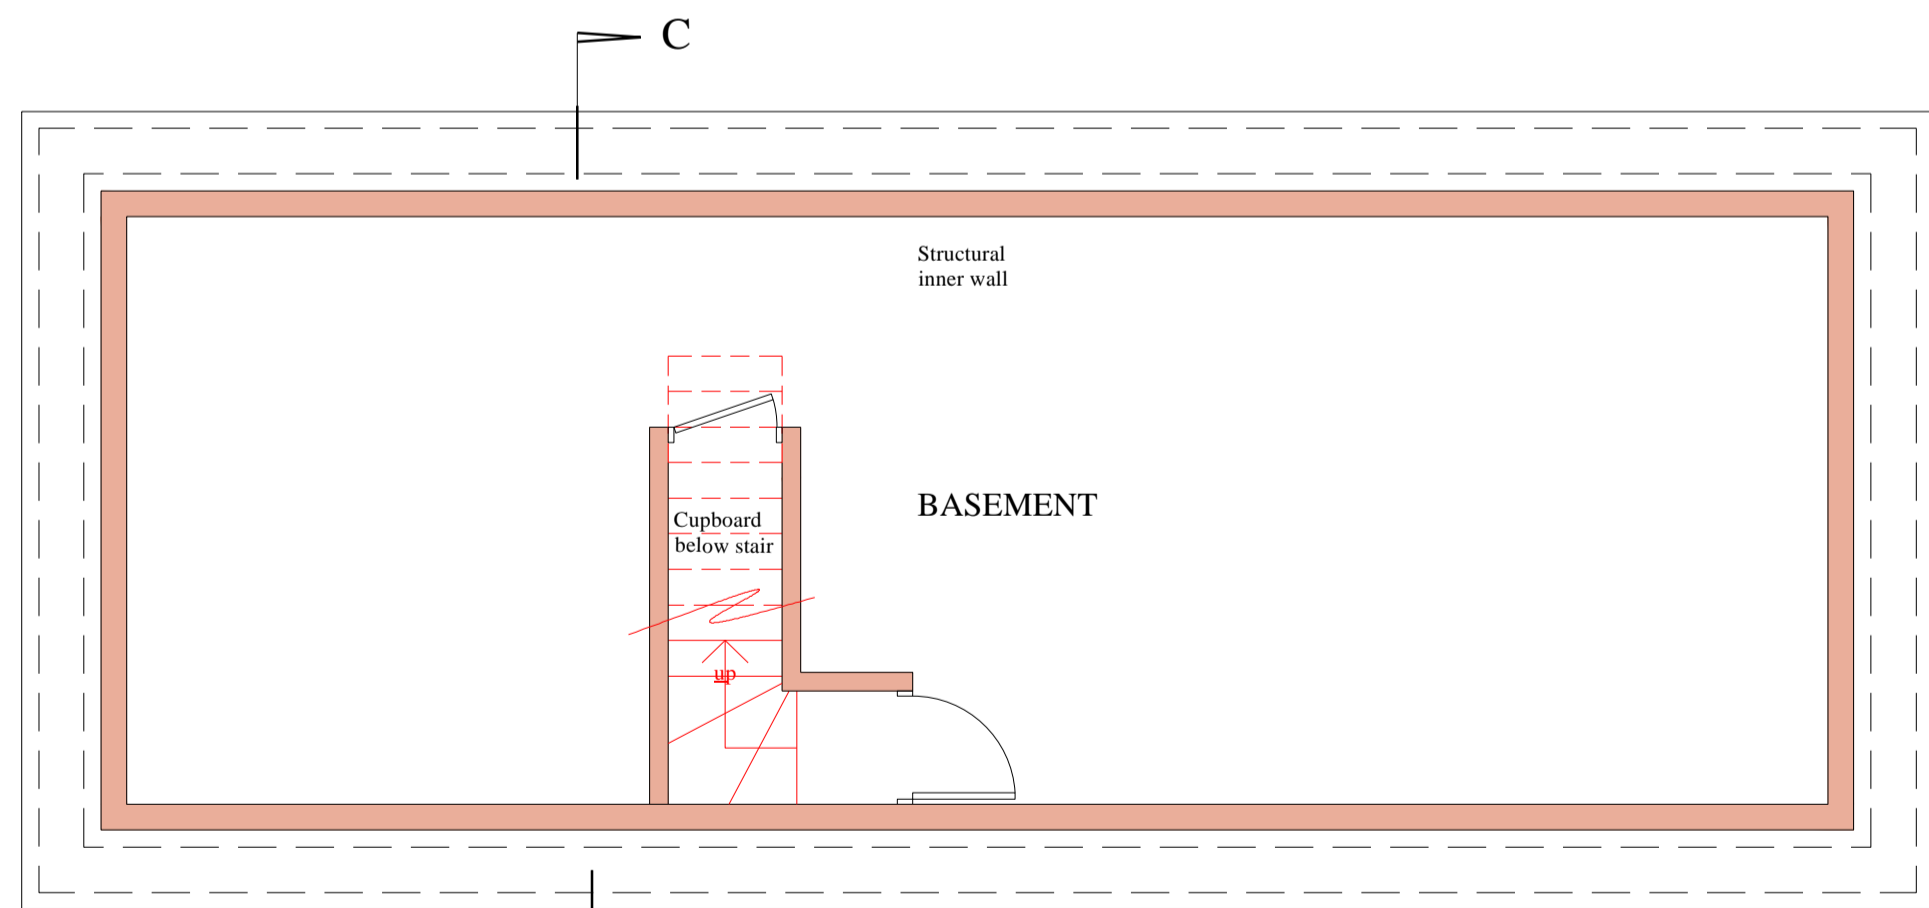 C
Structural
inner wall
BASEMENT
Cupboard
below stair
up